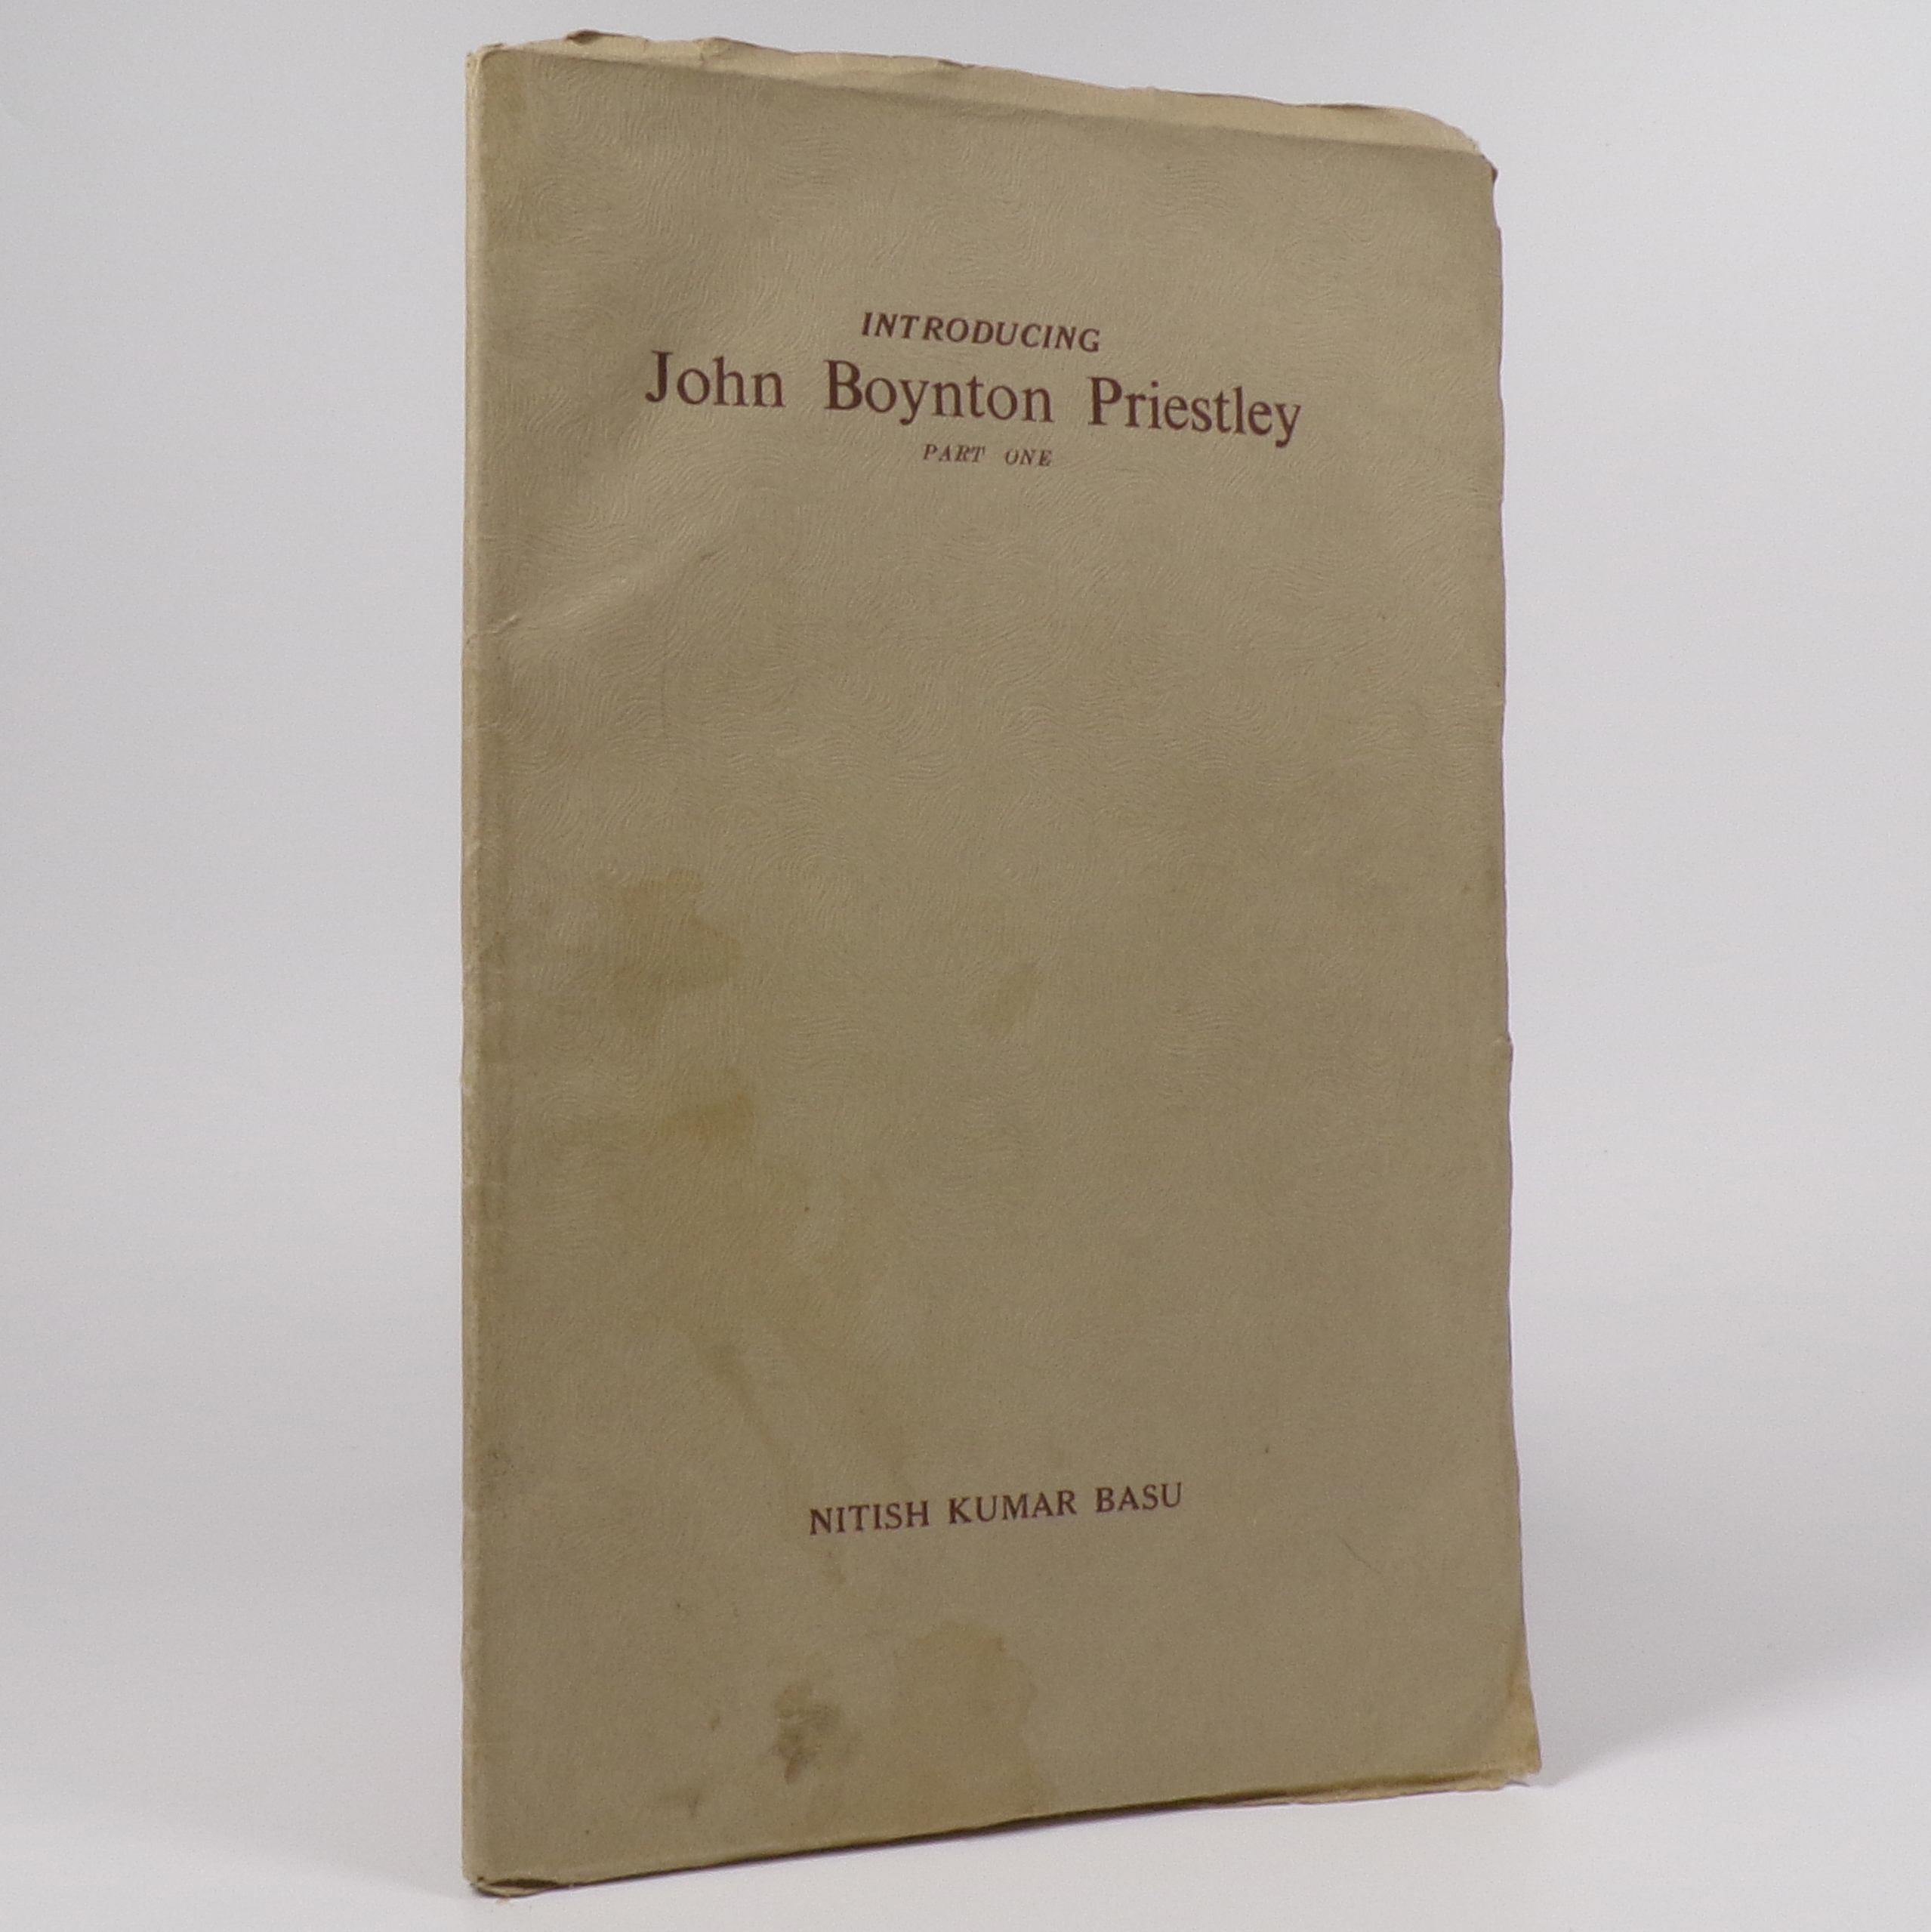 INTRODUCING
John Boynton Priestley
PART ONE
NITISH KUMAR BASU